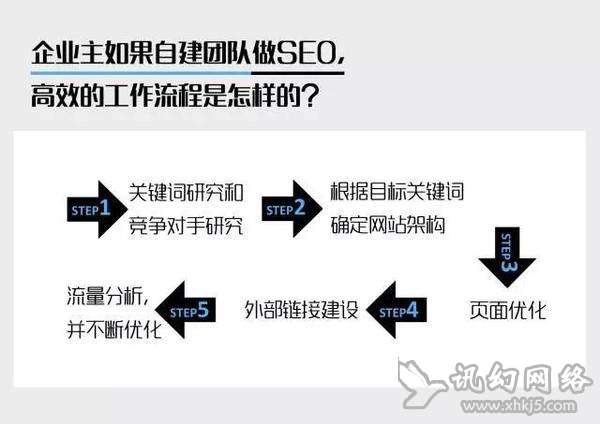 企业主如果自建团队做SEO,
高效的工作流程是怎样的?
STEP1
关键词研究和
竞争对手研究
STEP2
根据目标关键词
确定网站架构
STEP3
页面优化
STEP4
外部链接建设
STEP5
流量分析,
并不断优化
讯幻网络
www.xhkj5.com